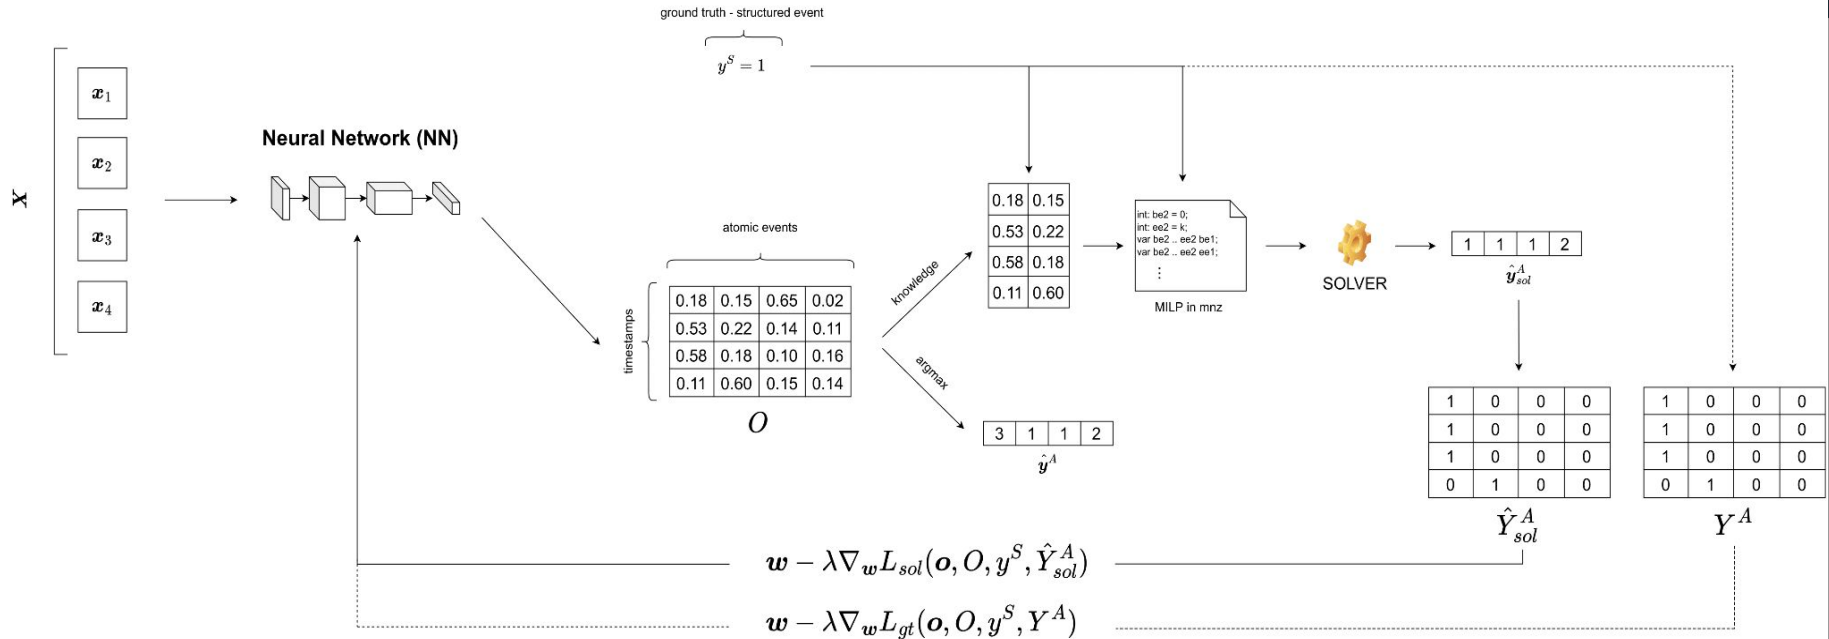 ground truth - structured event
y^S = 1
X
x_1
x_2
x_3
x_4
Neural Network (NN)
atomic events
timestamps
0.18 0.15 0.65 0.02
0.53 0.22 0.14 0.11
0.58 0.18 0.10 0.16
0.11 0.60 0.15 0.14
O
knowledge
argmax
0.18 0.15
0.53 0.22
0.58 0.18
0.11 0.60
3 1 1 2
ŷ^A
int: be2 = 0;
int: ee2 = k;
var be2 .. ee2 be1;
var be2 .. ee2 ee1;
⋮
MILP in mnz
SOLVER
1 1 1 2
ŷ^A_sol
1 0 0 0
1 0 0 0
1 0 0 0
0 1 0 0
Ŷ^A_sol
1 0 0 0
1 0 0 0
1 0 0 0
0 1 0 0
Y^A
w − λ∇_w L_sol(o, O, y^S, Ŷ^A_sol)
w − λ∇_w L_gt(o, O, y^S, Y^A)